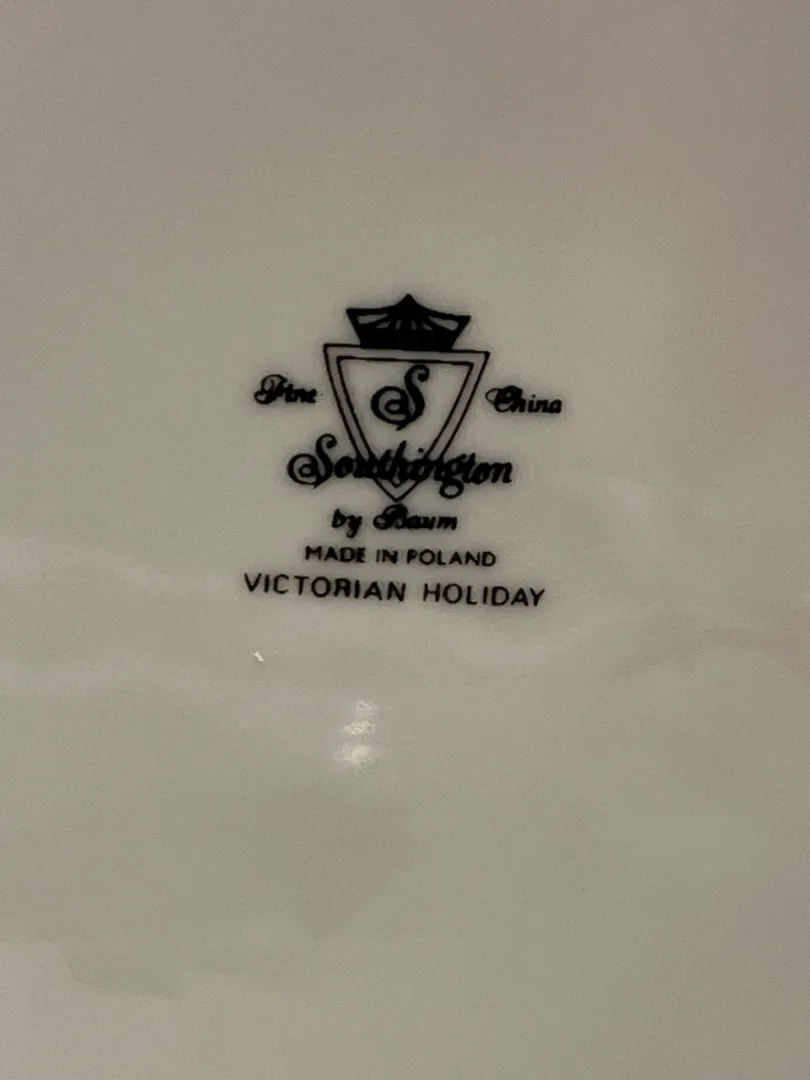 S
Fine China
Southington
by Baum
MADE IN POLAND
VICTORIAN HOLIDAY